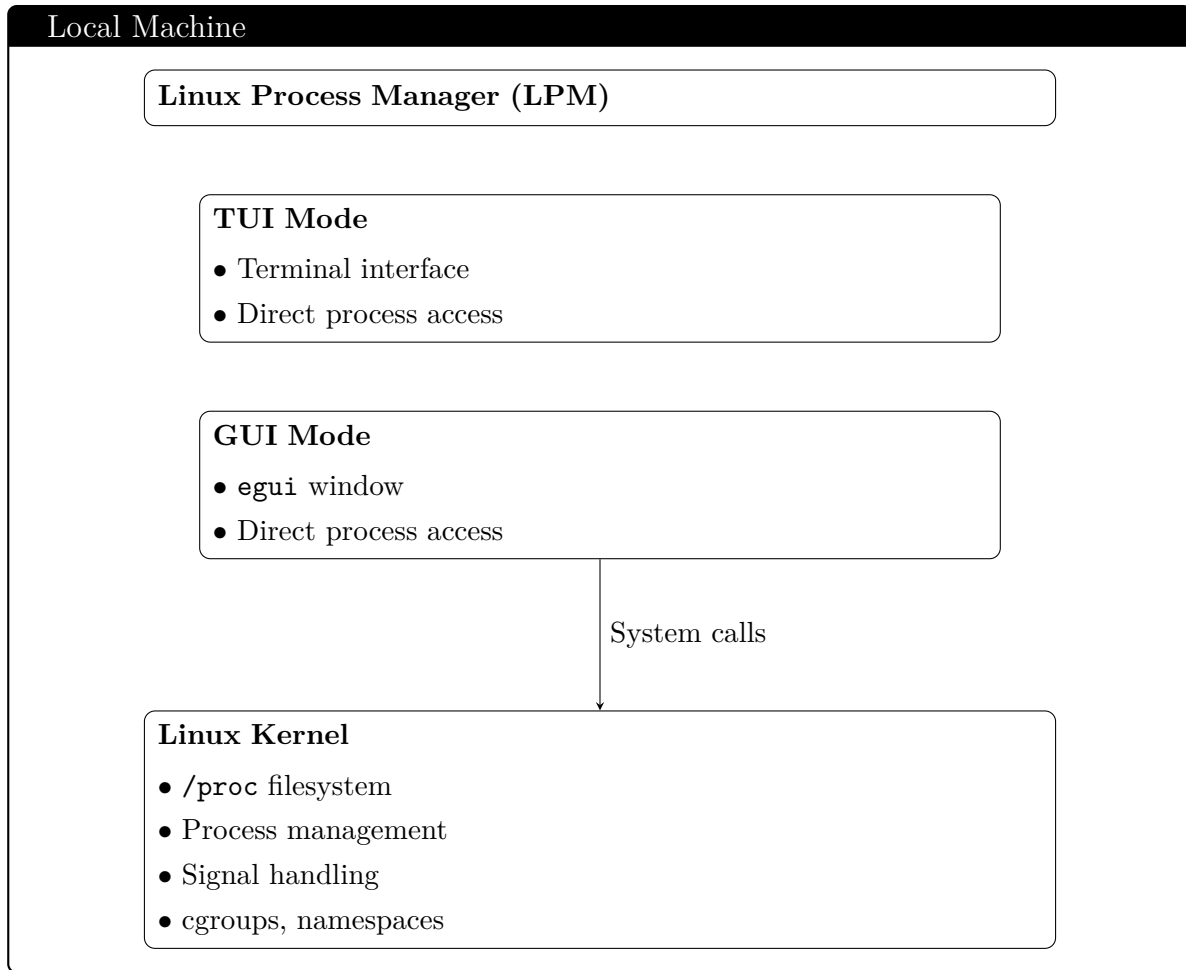 Local Machine
Linux Process Manager (LPM)
TUI Mode
• Terminal interface
• Direct process access
GUI Mode
• egui window
• Direct process access
System calls
Linux Kernel
• /proc filesystem
• Process management
• Signal handling
• cgroups, namespaces